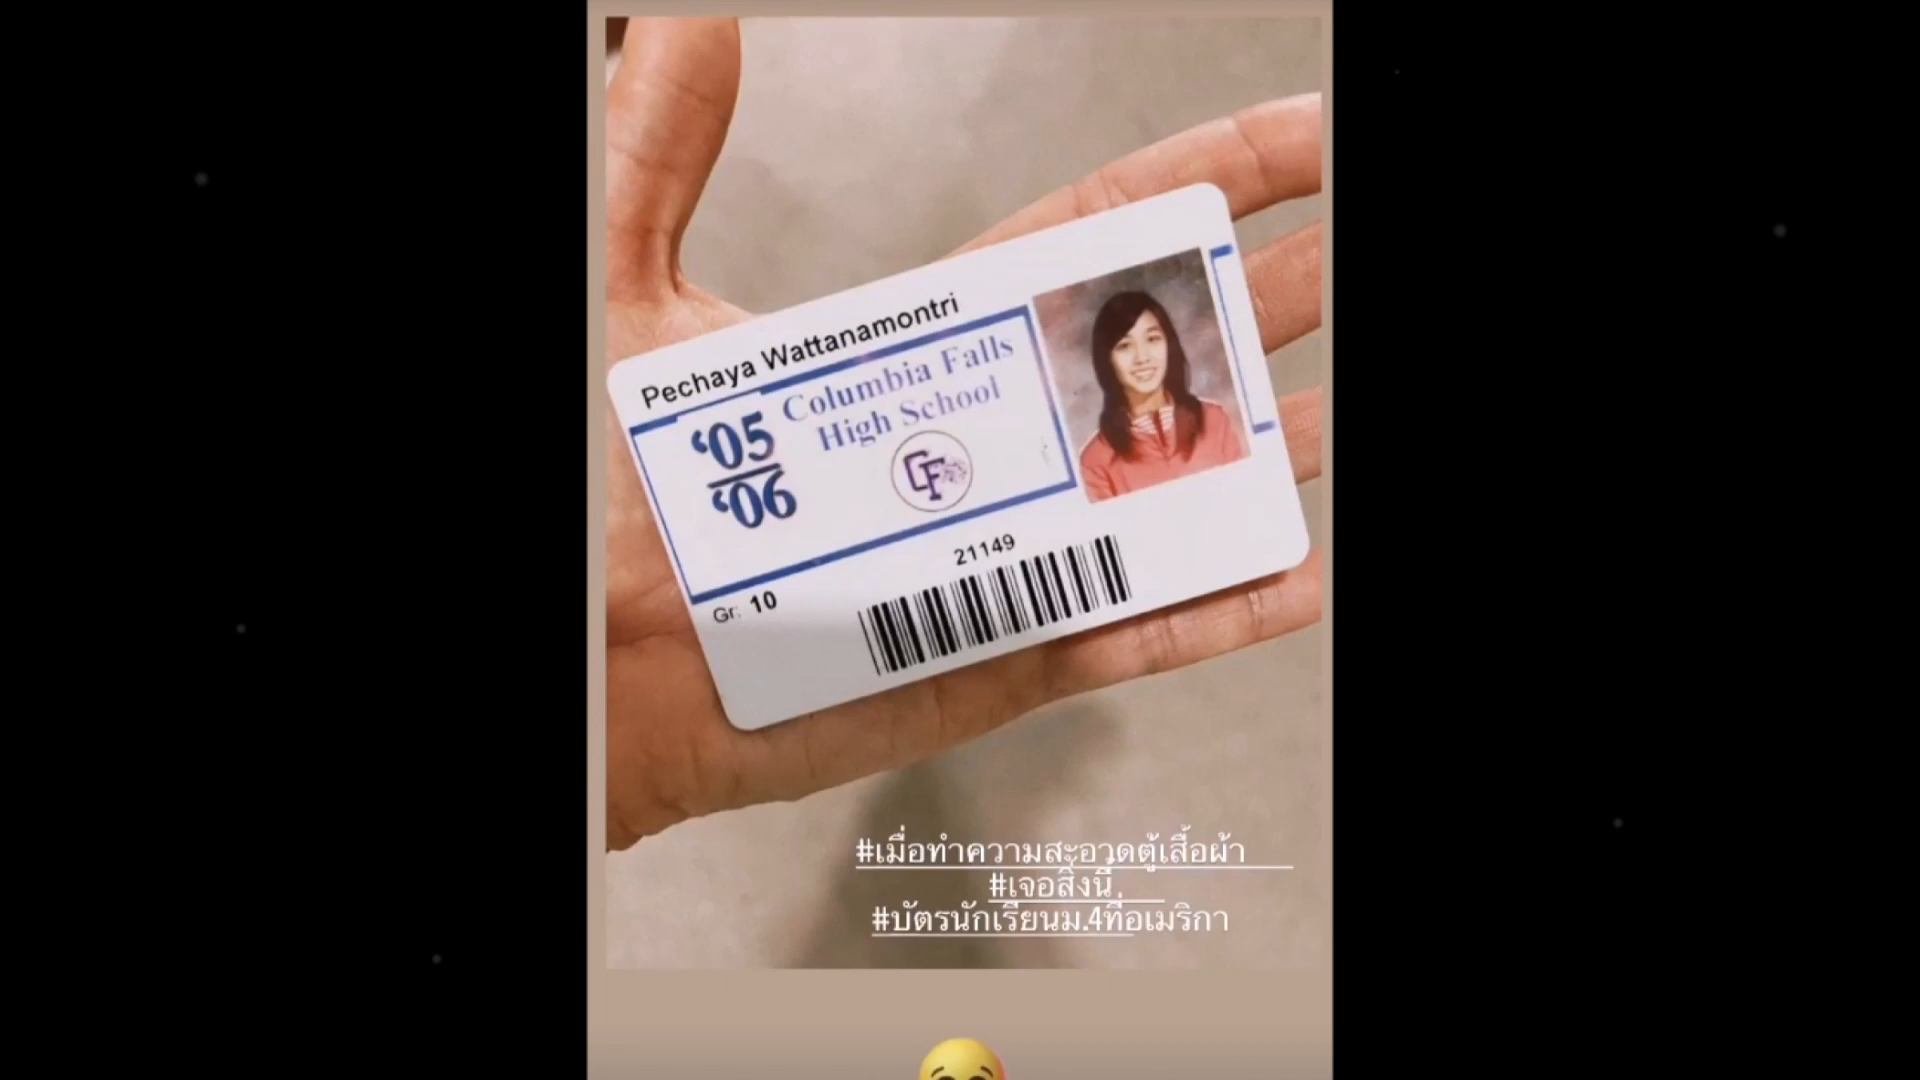 Pechaya Wattanamontri
'05
'06
Columbia Falls
High School
CF
21149
Gr: 10
#เมื่อทำความสะอาดตู้เสื้อผ้า
#เจอสิ่งนี้
#บัตรนักเรียนม.4ที่อเมริกา